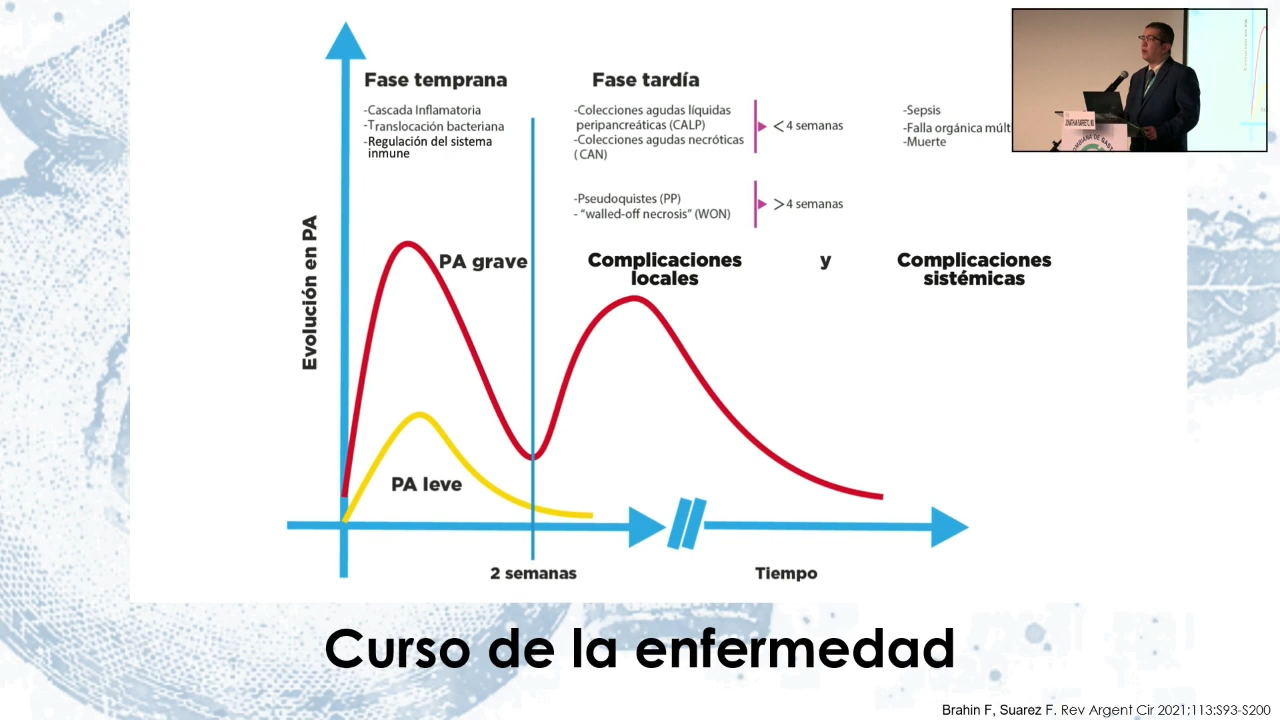 Fase temprana
-Cascada Inflamatoria
-Translocación bacteriana
-Regulación del sistema
inmune
Fase tardía
-Colecciones agudas líquidas
peripancreáticas (CALP)
-Colecciones agudas necróticas
(CAN)
< 4 semanas
-Pseudoquistes (PP)
- “walled-off necrosis” (WON)
> 4 semanas
-Sepsis
-Falla orgánica múlt
-Muerte
Evolución en PA
PA grave
Complicaciones
locales
y
Complicaciones
sistémicas
PA leve
2 semanas
Tiempo
Curso de la enfermedad
Brahin F, Suarez F. Rev Argent Cir 2021;113:S93-S200